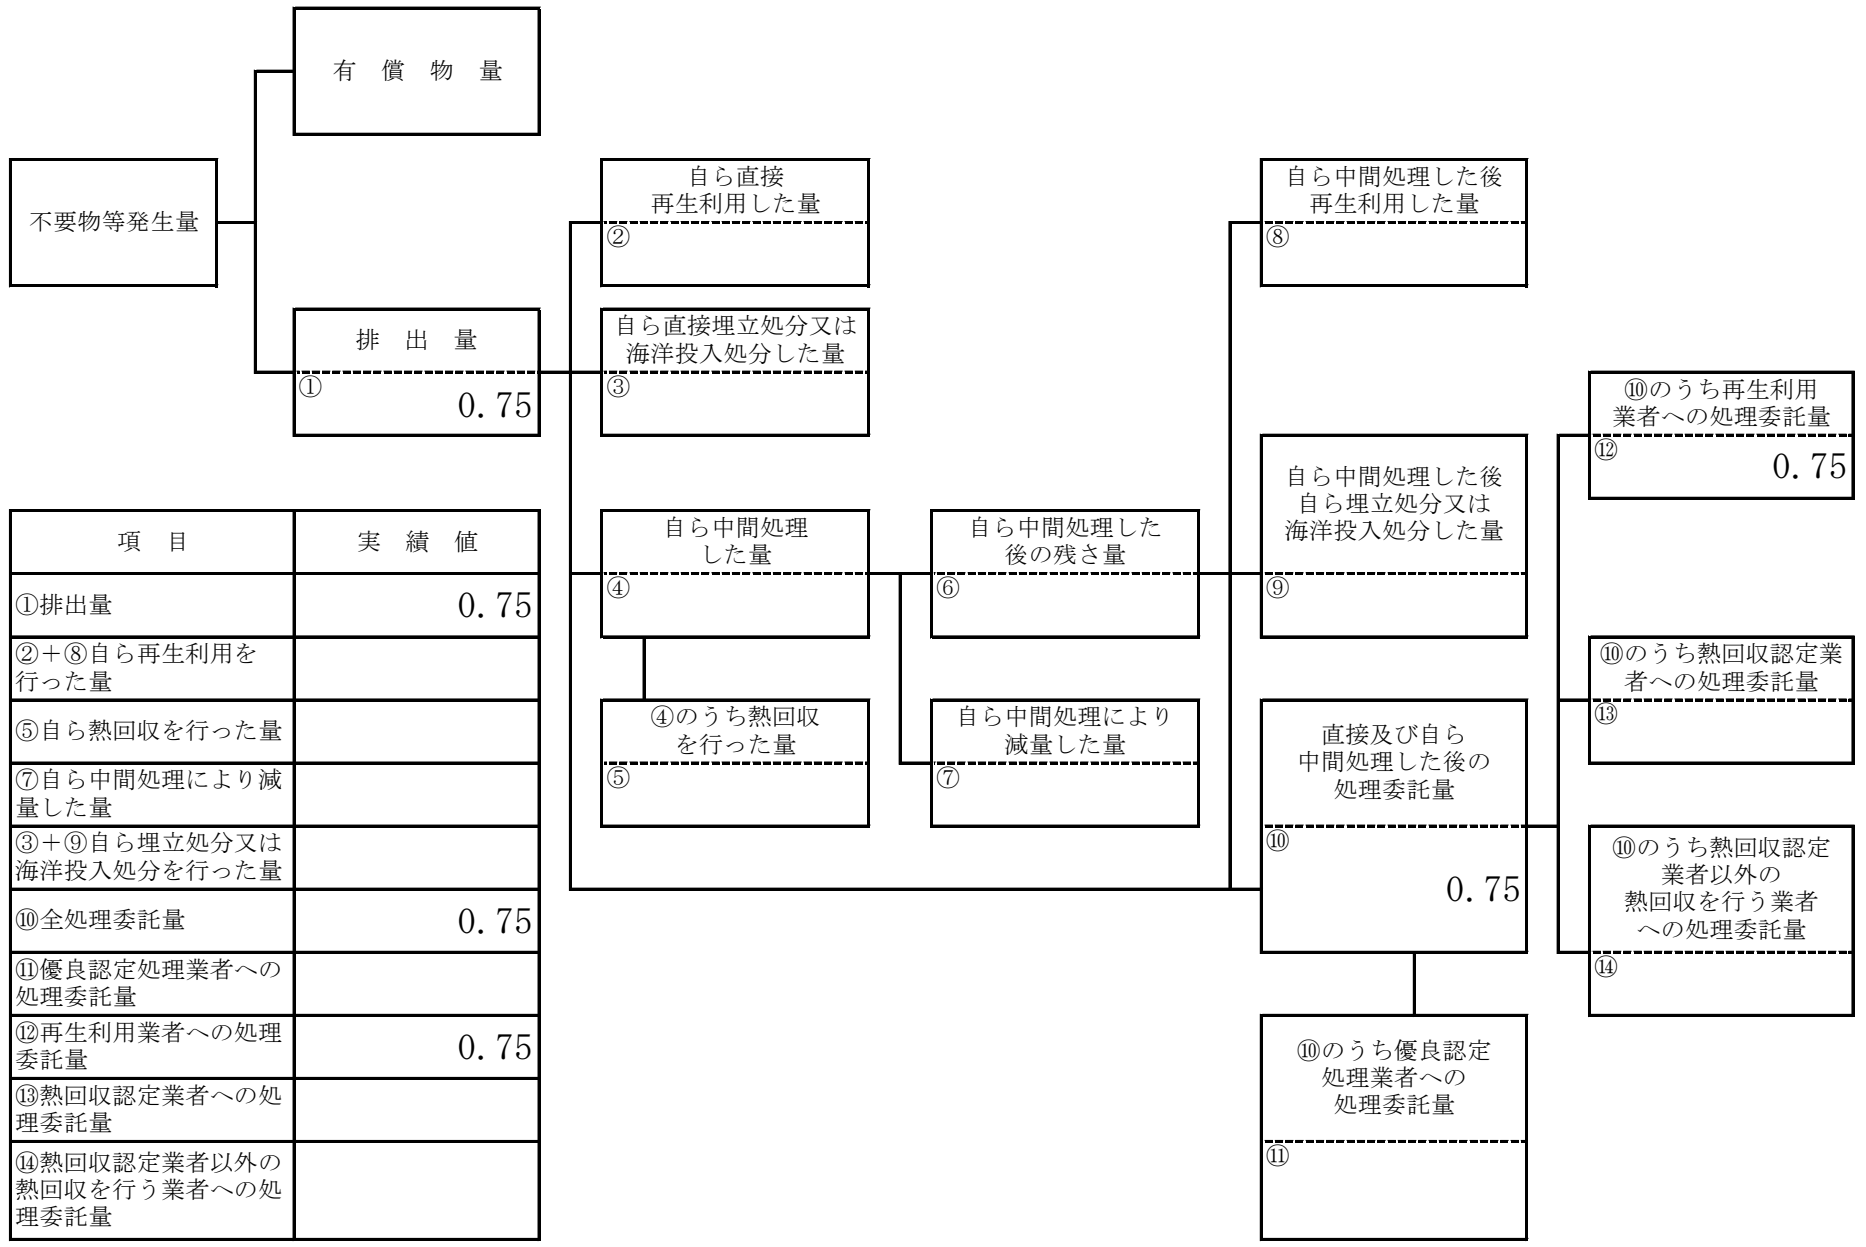 有償物量
不要物等発生量
排出量
①
0.75
自ら直接
再生利用した量
②
自ら直接埋立処分又は
海洋投入処分した量
③
自ら中間処理
した量
④
④のうち熱回収
を行った量
⑤
自ら中間処理した
後の残さ量
⑥
自ら中間処理により
減量した量
⑦
自ら中間処理した後
再生利用した量
⑧
自ら中間処理した後
自ら埋立処分又は
海洋投入処分した量
⑨
直接及び自ら
中間処理した後の
処理委託量
⑩
0.75
⑩のうち優良認定
処理業者への
処理委託量
⑪
⑩のうち再生利用
業者への処理委託量
⑫
0.75
⑩のうち熱回収認定業
者への処理委託量
⑬
⑩のうち熱回収認定
業者以外の
熱回収を行う業者
への処理委託量
⑭
項目 実績値
①排出量 0.75
②+⑧自ら再生利用を
行った量
⑤自ら熱回収を行った量
⑦自ら中間処理により減
量した量
③+⑨自ら埋立処分又は
海洋投入処分を行った量
⑩全処理委託量 0.75
⑪優良認定処理業者への
処理委託量
⑫再生利用業者への処理
委託量 0.75
⑬熱回収認定業者への処
理委託量
⑭熱回収認定業者以外の
熱回収を行う業者への処
理委託量